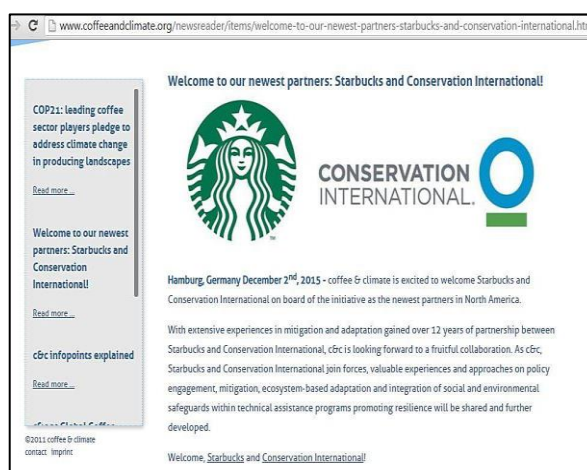 www.coffeeandclimate.org/newsreader/items/welcome-to-our-newest-partners-starbucks-and-conservation-international.ht
Welcome to our newest partners: Starbucks and Conservation International!
COP21: leading coffee
sector players pledge to
address climate change
in producing landscapes
Read more ...
Welcome to our newest
partners: Starbucks and
Conservation
International!
Read more ...
c&c infopoints explained
Read more ...
©2011 coffee & climate
contact Imprint
CONSERVATION
INTERNATIONAL.
TM
Hamburg, Germany December 2nd, 2015 - coffee & climate is excited to welcome Starbucks and
Conservation International on board of the initiative as the newest partners in North America.
With extensive experiences in mitigation and adaptation gained over 12 years of partnership between
Starbucks and Conservation International, c&c is looking forward to a fruitful collaboration. As c&c,
Starbucks and Conservation International join forces, valuable experiences and approaches on policy
engagement, mitigation, ecosystem-based adaptation and integration of social and environmental
safeguards within technical assistance programs promoting resilience will be shared and further
developed.
Welcome, Starbucks and Conservation International!